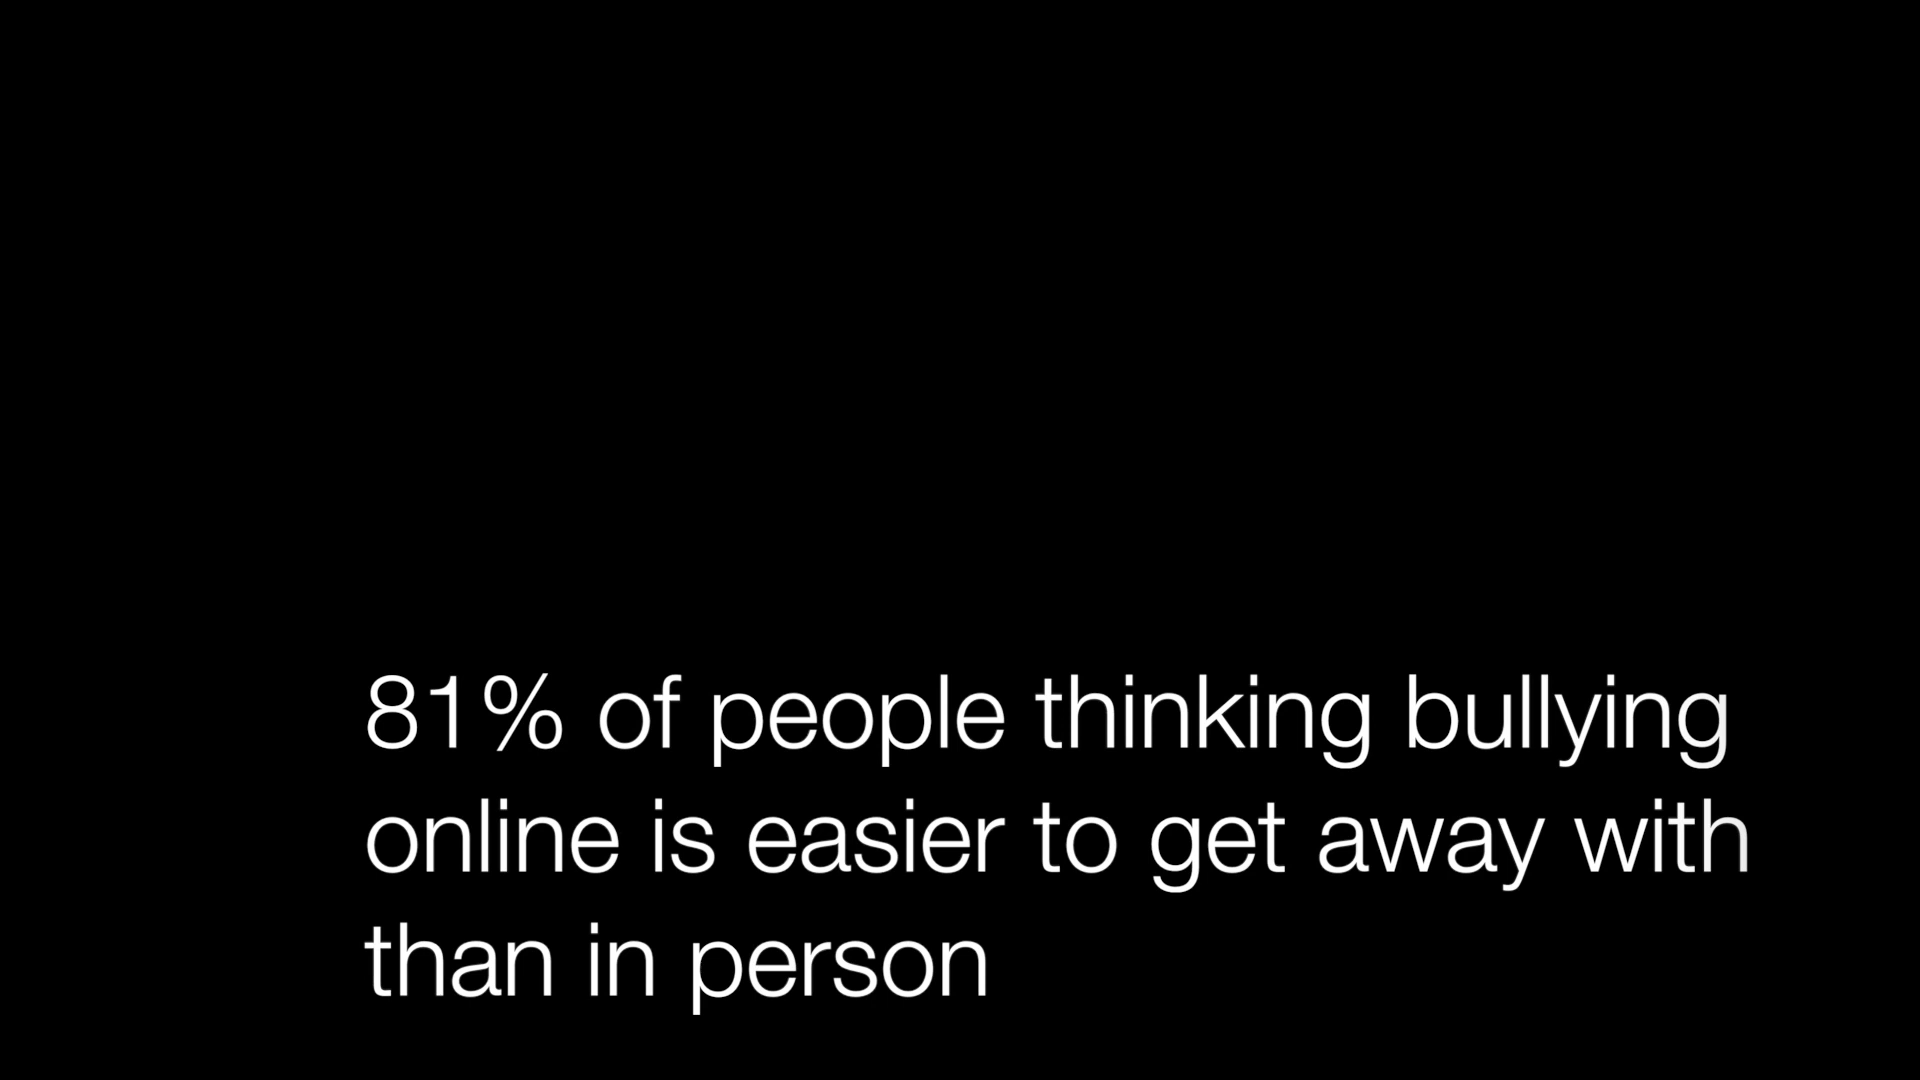 81% of people thinking bullying
online is easier to get away with
than in person